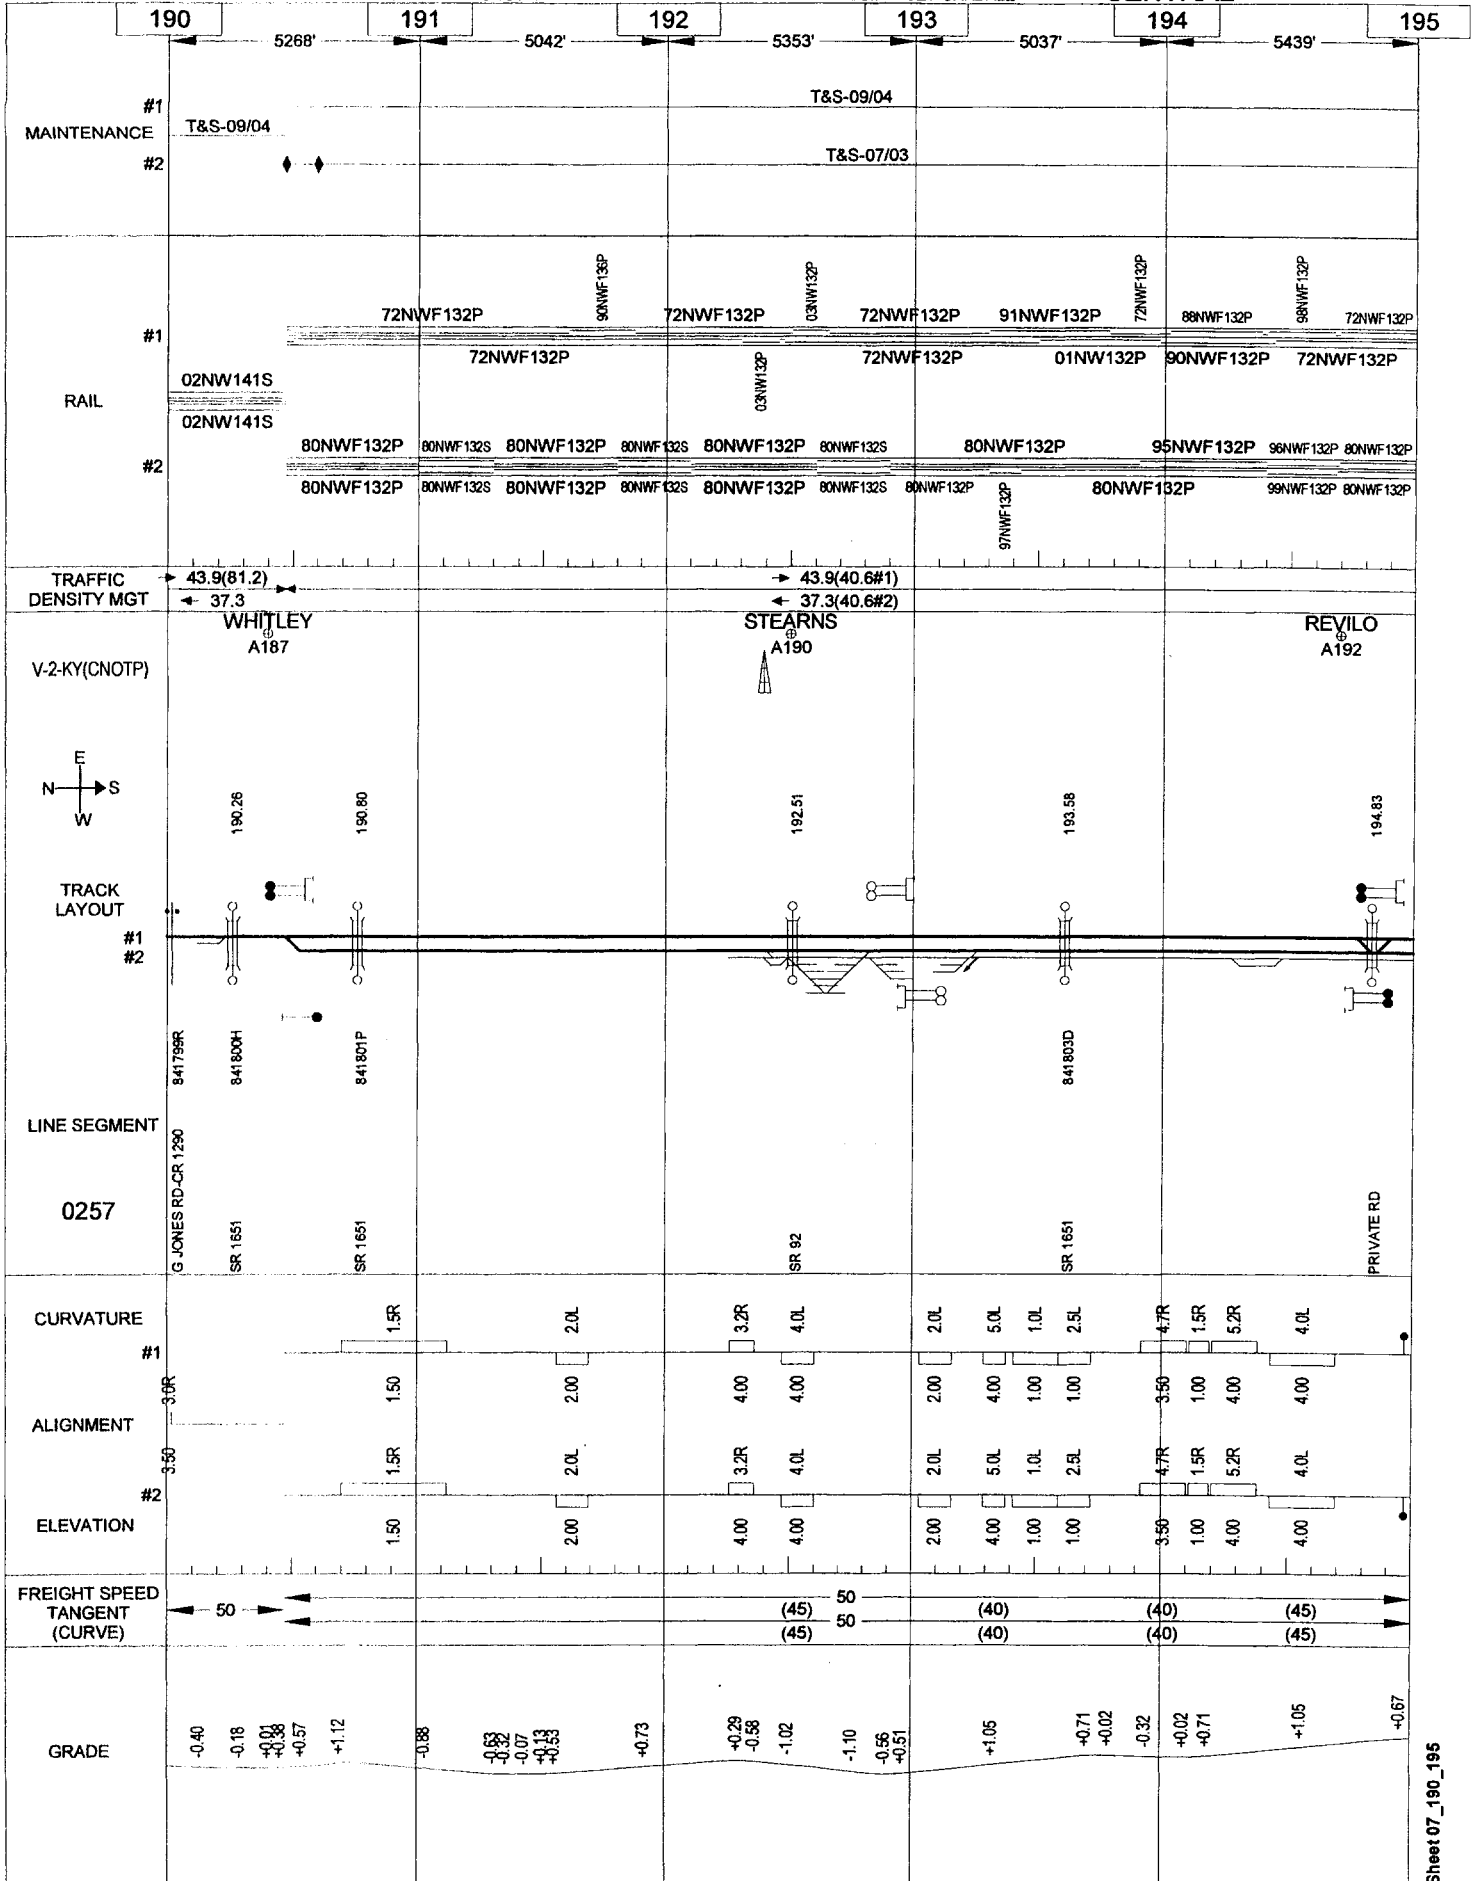 190 191 192 193 194 195
5268' 5042' 5353' 5037' 5439'
#1 T&S-09/04
MAINTENANCE T&S-09/04
#2 T&S-07/03
90NWF136P 03NW132P 72NWF132P 98NWF132P
72NWF132P 72NWF132P 72NWF132P 91NWF132P 88NWF132P 72NWF132P
#1
72NWF132P 03NW132P 72NWF132P 01NW132P 90NWF132P 72NWF132P
02NW141S
RAIL
02NW141S
80NWF132P 80NWF132S 80NWF132P 80NWF132S 80NWF132P 80NWF132S 80NWF132P 95NWF132P 96NWF132P 80NWF132P
#2
80NWF132P 80NWF132S 80NWF132P 80NWF132S 80NWF132P 80NWF132S 80NWF132P 97NWF132P 80NWF132P 99NWF132P 80NWF132P
TRAFFIC 43.9(81.2) 43.9(40.6#1)
DENSITY MGT 37.3 37.3(40.6#2)
WHITLEY STEARNS REVILO
A187 A190 A192
V-2-KY(CNOTP)
E
N S
W
190.26 190.80 192.51 193.58 194.83
TRACK
LAYOUT
#1
#2
841799R 841800H 841801P 841803D
LINE SEGMENT
0257
G JONES RD-CR 1290 SR 1651 SR 1651 SR 92 SR 1651 PRIVATE RD
CURVATURE 1.5R 2.0L 3.2R 4.0L 2.0L 5.0L 1.0L 2.5L 4.7R 1.5R 5.2R 4.0L
#1
3.0R 1.50 2.00 4.00 4.00 2.00 4.00 1.00 1.00 3.50 1.00 4.00 4.00
ALIGNMENT
3.50 1.5R 2.0L 3.2R 4.0L 2.0L 5.0L 1.0L 2.5L 4.7R 1.5R 5.2R 4.0L
#2
ELEVATION 1.50 2.00 4.00 4.00 2.00 4.00 1.00 1.00 3.50 1.00 4.00 4.00
FREIGHT SPEED 50
TANGENT 50 (45) (40) (40) (45)
50
(CURVE) (45) (40) (40) (45)
GRADE -0.40 -0.18 +0.01 +0.38 +0.57 +1.12 -0.88 -0.63 -0.32 -0.07 +0.13 +0.53 +0.73 +0.29 -0.58 -1.02 -1.10 -0.56 +0.51 +1.05 +0.71 +0.02 -0.32 +0.02 +0.71 +1.05 +0.67
Sheet 07_190_195